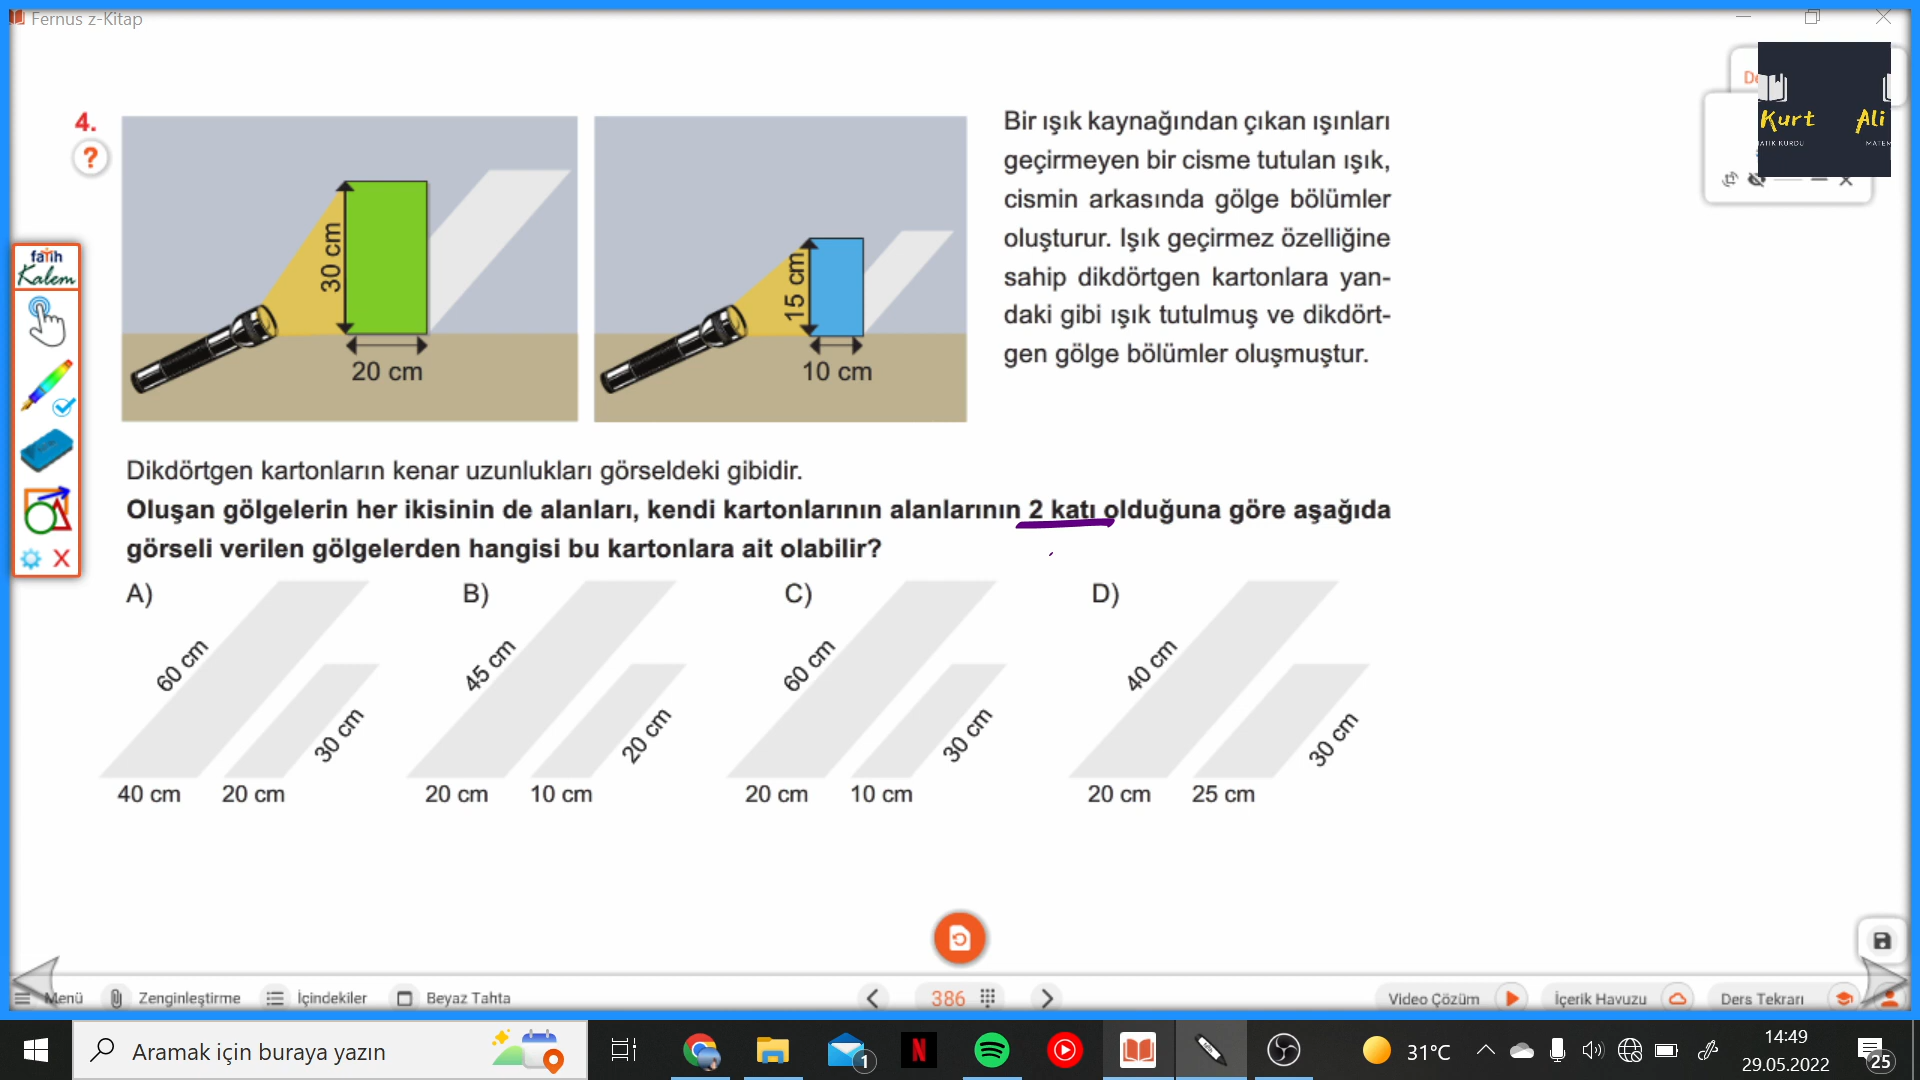 Fernus z-Kitap
4.
?
30 cm
20 cm
15 cm
10 cm
Bir ışık kaynağından çıkan ışınları
geçirmeyen bir cisme tutulan ışık,
cismin arkasında gölge bölümler
oluşturur. Işık geçirmez özelliğine
sahip dikdörtgen kartonlara yan-
daki gibi ışık tutulmuş ve dikdört-
gen gölge bölümler oluşmuştur.
De
Kurt Ali
fatih
Kalem
Dikdörtgen kartonların kenar uzunlukları görseldeki gibidir.
Oluşan gölgelerin her ikisinin de alanları, kendi kartonlarının alanlarının 2 katı olduğuna göre aşağıda
görseli verilen gölgelerden hangisi bu kartonlara ait olabilir?
A)
60 cm
30 cm
40 cm 20 cm
B)
45 cm
20 cm
20 cm 10 cm
C)
60 cm
30 cm
20 cm 10 cm
D)
40 cm
30 cm
20 cm 25 cm
Menü Zenginleştirme İçindekiler Beyaz Tahta
386
Video Çözüm İçerik Havuzu Ders Tekrarı
Aramak için buraya yazın
1
N
31°C
14:49
29.05.2022
25